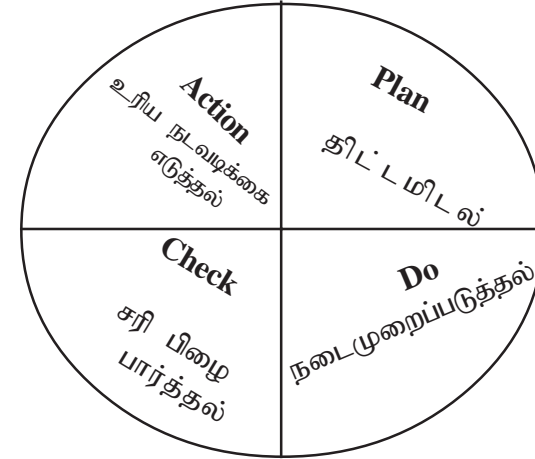 Action
உரிய நடவடிக்கை
எடுத்தல்
Plan
திட்டமிடல்
Check
சரி பிழை
பார்த்தல்
Do
நடைமுறைப்படுத்தல்